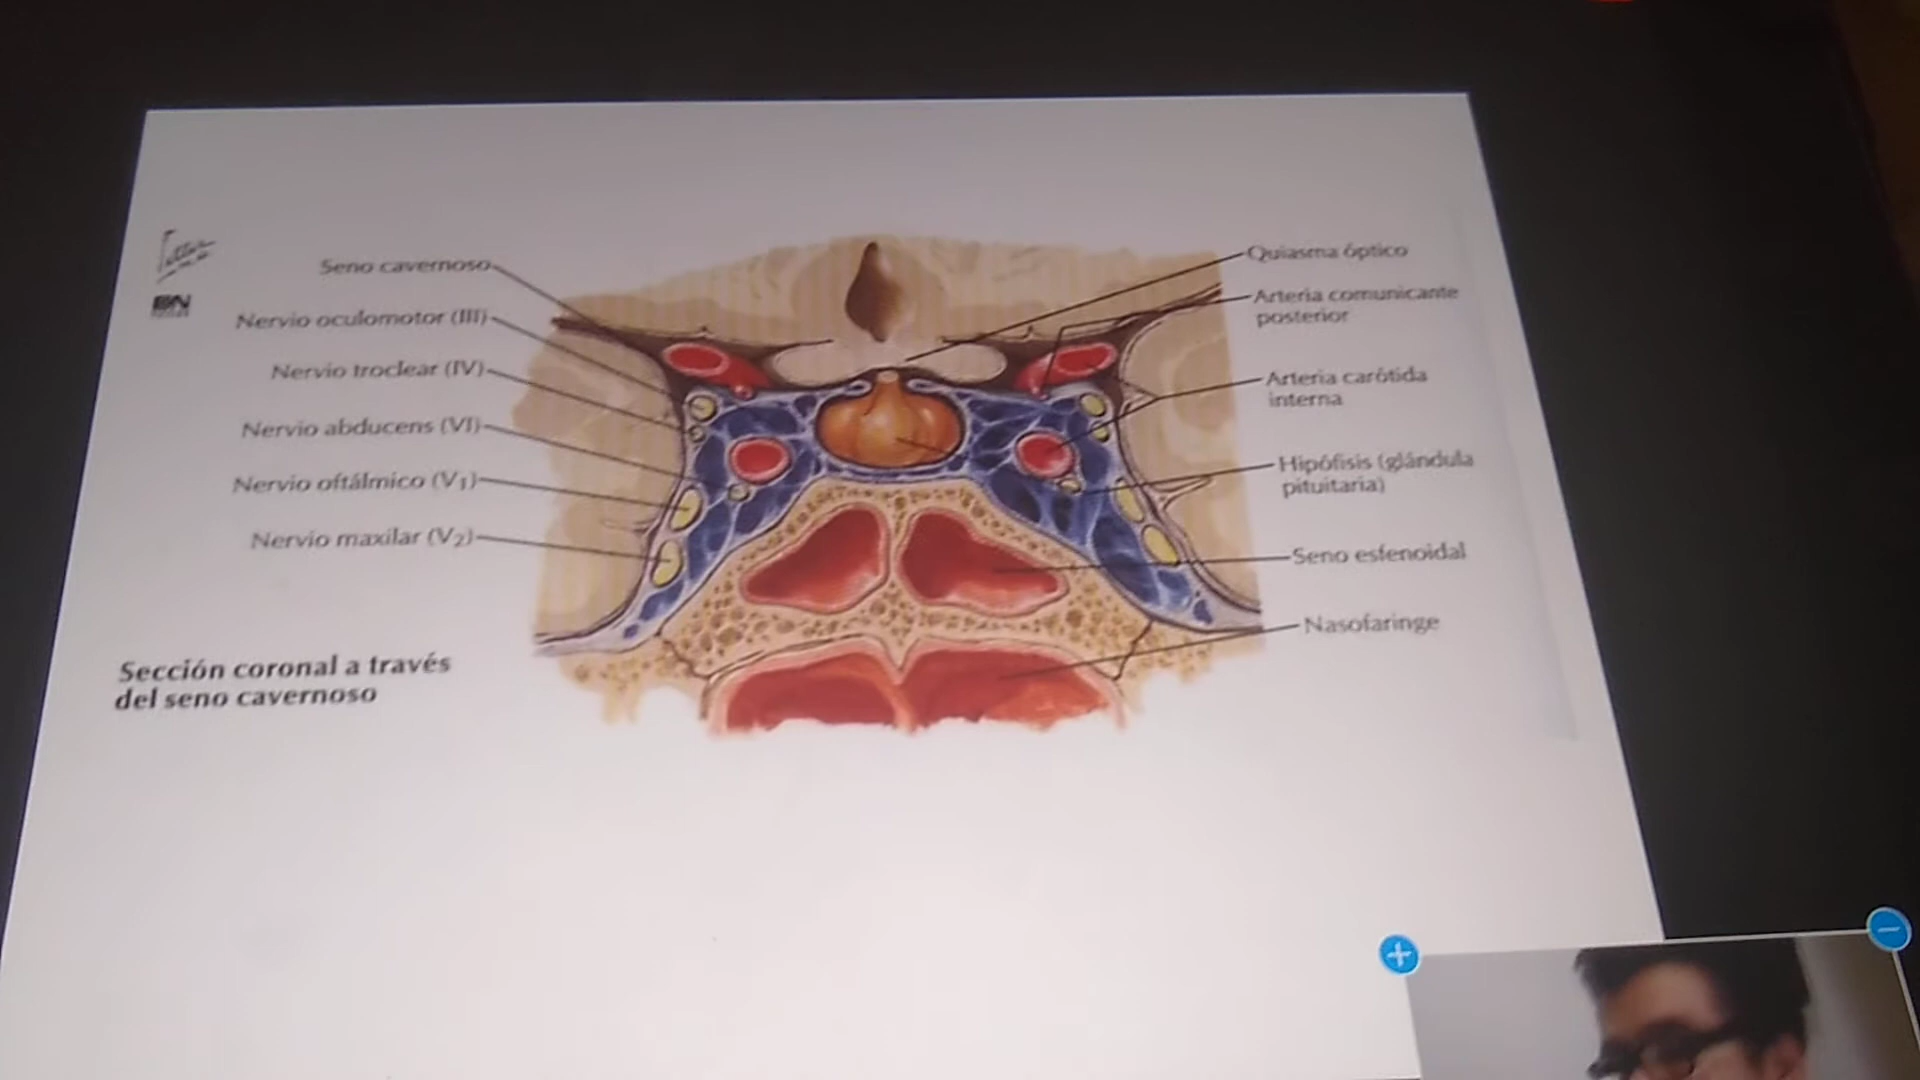 Seno cavernoso
Nervio oculomotor (III)
Nervio troclear (IV)
Nervio abducens (VI)
Nervio oftálmico (V1)
Nervio maxilar (V2)
Sección coronal a través
del seno cavernoso
Quiasma óptico
Arteria comunicante
posterior
Arteria carótida
interna
Hipófisis (glándula
pituitaria)
Seno esfenoidal
Nasofaringe